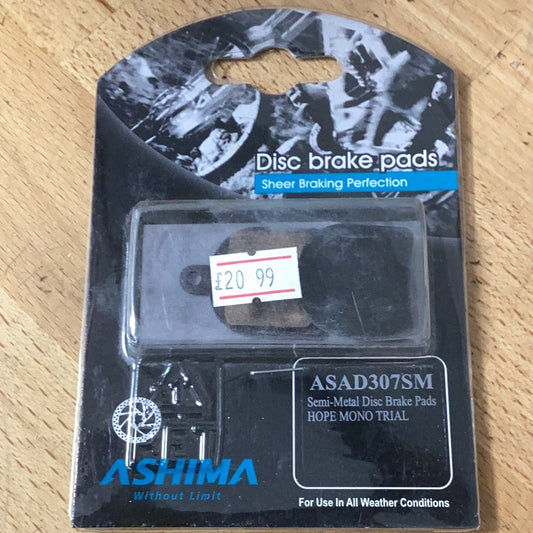 Disc brake pads
Sheer Braking Perfection
£20 99
ASAD307SM
Semi-Metal Disc Brake Pads
HOPE MONO TRIAL
ASHIMA
Without Limit
For Use In All Weather Conditions